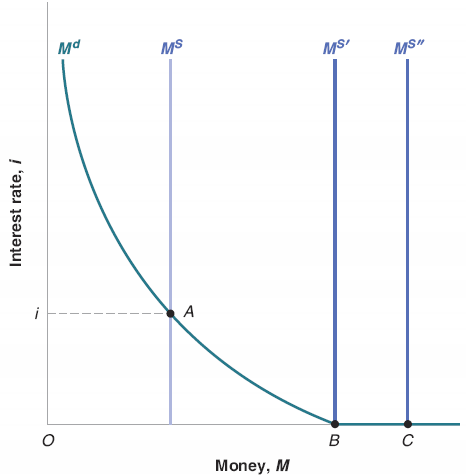 M^d M^S M^S′ M^S″
Interest rate, i
A
i
O B C
Money, M